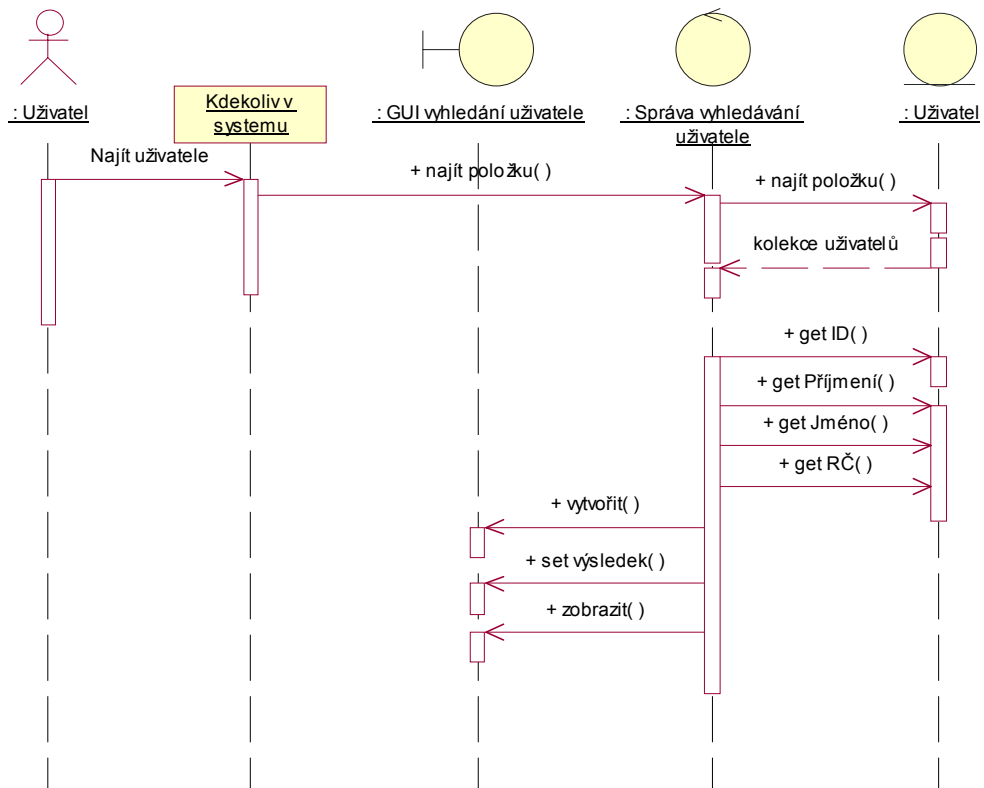 : Uživatel
Kdekoliv v
systemu
: GUI vyhledání uživatele
: Správa vyhledávání
uživatele
: Uživatel
Najít uživatele
+ najít položku( )
+ najít položku( )
kolekce uživatelů
+ get ID( )
+ get Příjmení( )
+ get Jméno( )
+ get RČ( )
+ vytvořit( )
+ set výsledek( )
+ zobrazit( )